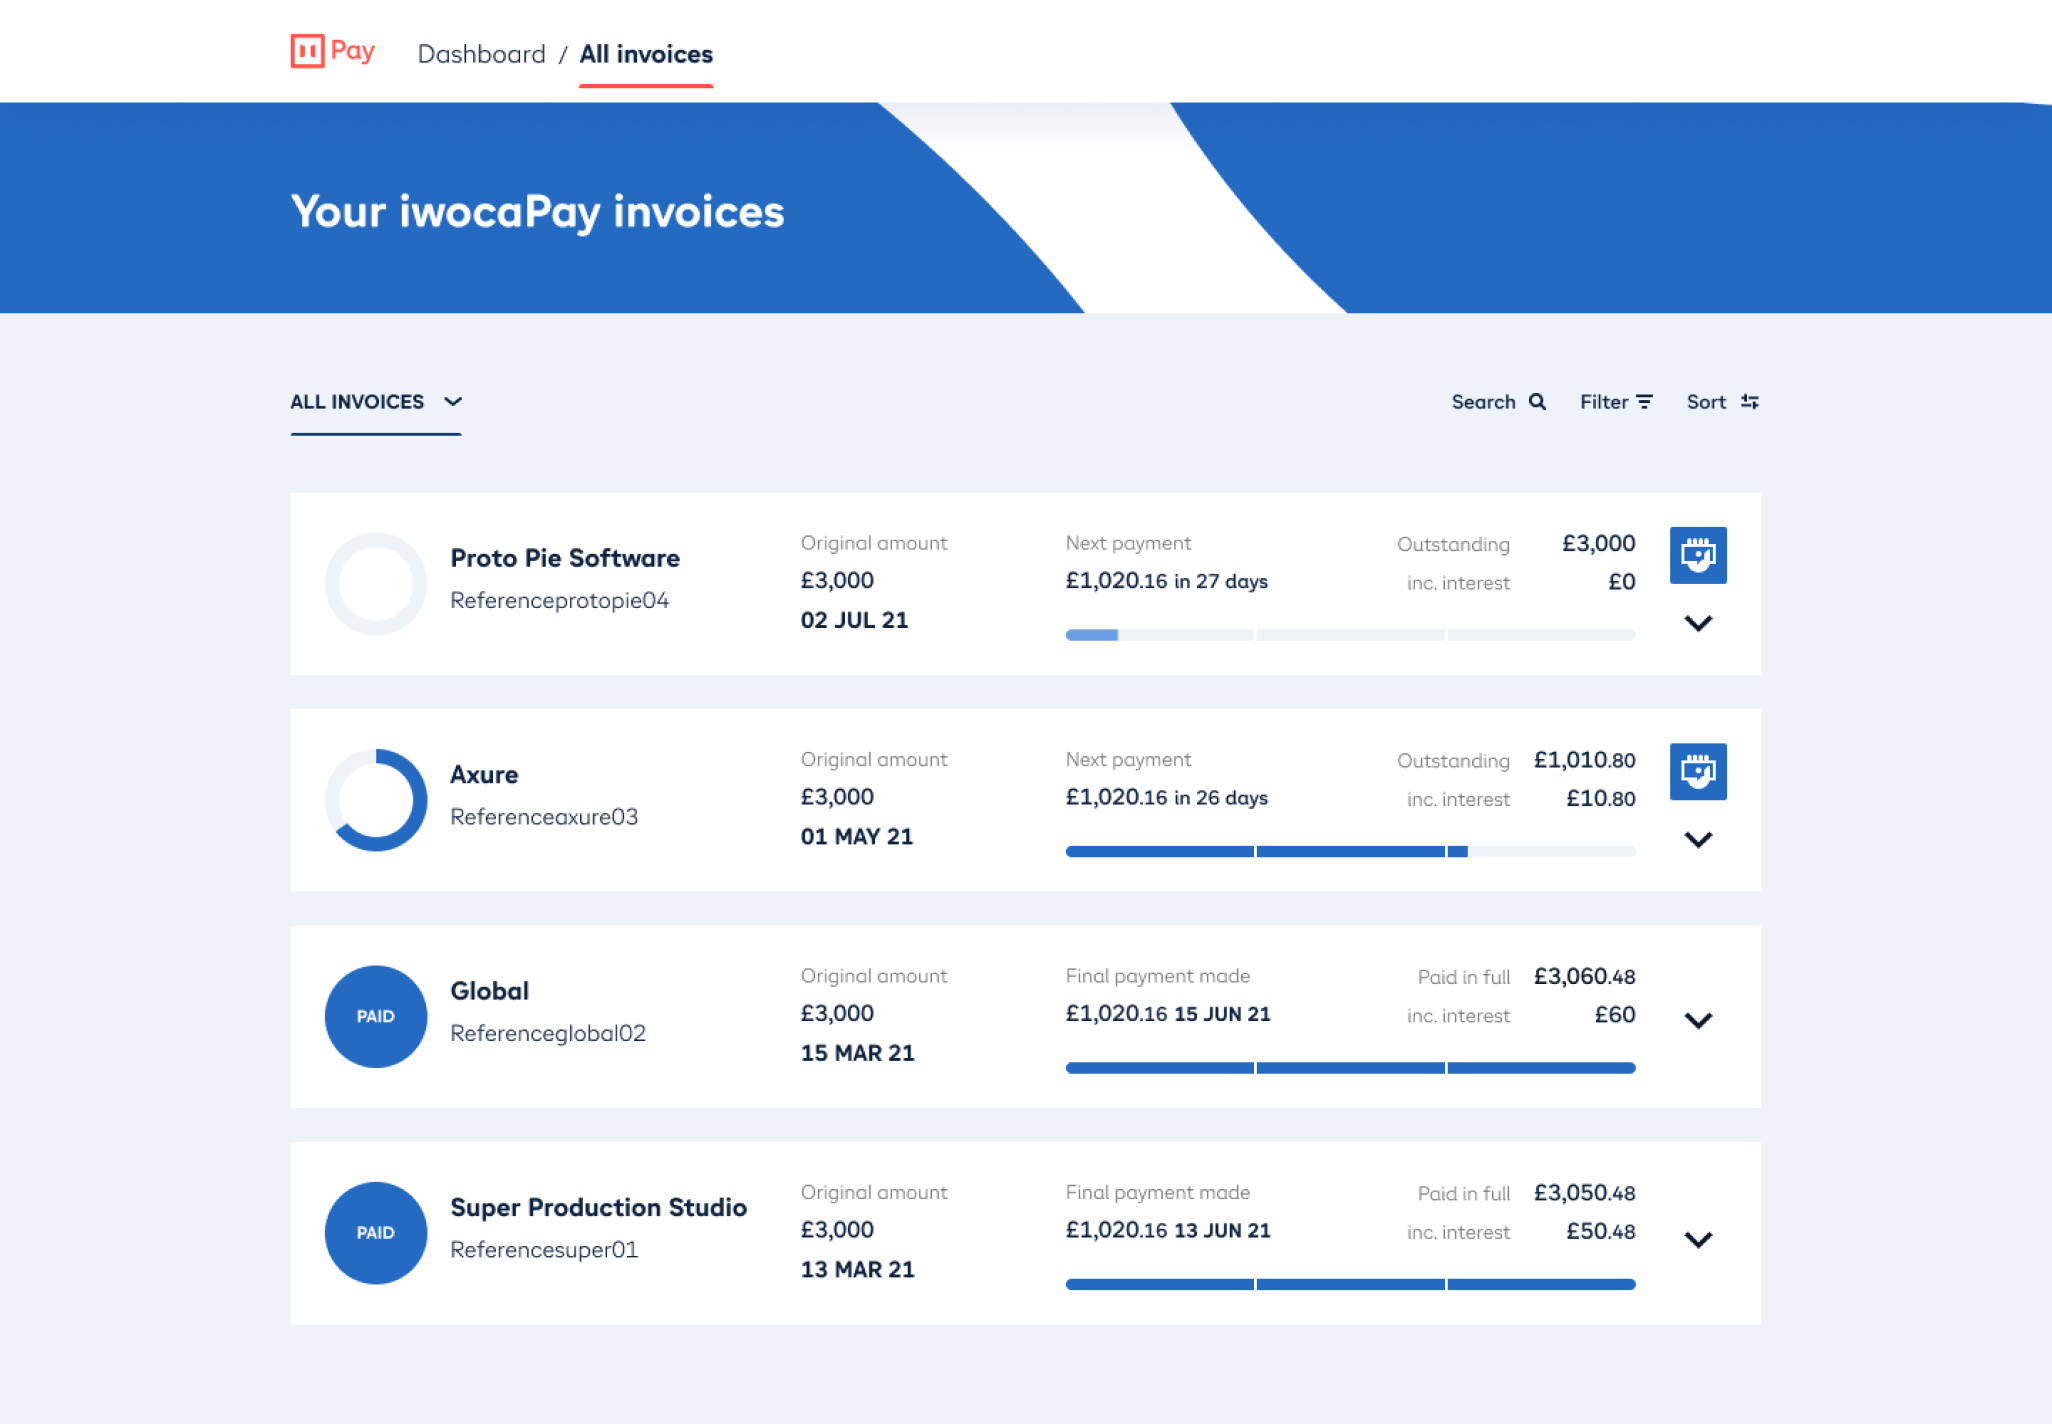 Pay Dashboard / All invoices
Your iwocaPay invoices
ALL INVOICES Search Filter Sort
Proto Pie Software
Referenceprotopie04
Original amount
£3,000
02 JUL 21
Next payment
£1,020.16 in 27 days
Outstanding £3,000
inc. interest £0
Axure
Referenceaxure03
Original amount
£3,000
01 MAY 21
Next payment
£1,020.16 in 26 days
Outstanding £1,010.80
inc. interest £10.80
PAID
Global
Referenceglobal02
Original amount
£3,000
15 MAR 21
Final payment made
£1,020.16 15 JUN 21
Paid in full £3,060.48
inc. interest £60
PAID
Super Production Studio
Referencesuper01
Original amount
£3,000
13 MAR 21
Final payment made
£1,020.16 13 JUN 21
Paid in full £3,050.48
inc. interest £50.48